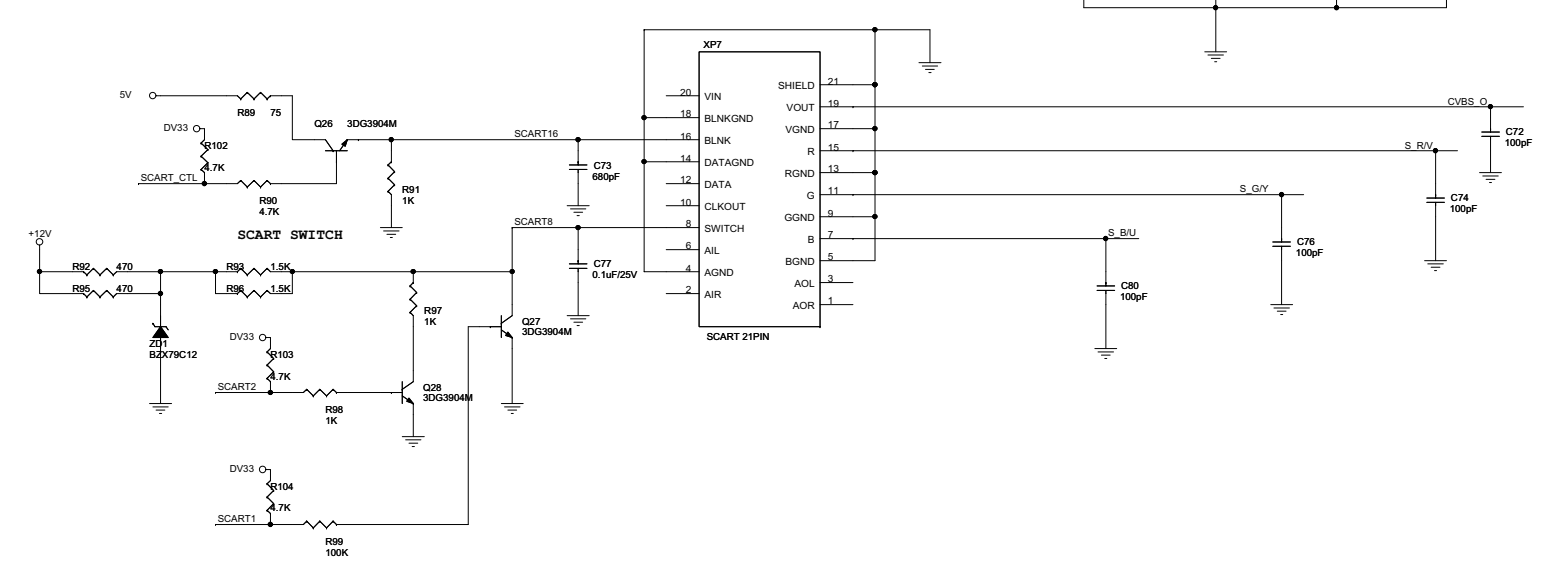 XP7
5V
R89 75
Q26 3DG3904M
DV33
R102
4.7K
SCART_CTL
R90
4.7K
R91
1K
SCART16
C73
680pF
SCART SWITCH
+12V
R92 470
R95 470
R93 1.5K
R96 1.5K
ZD1
BZX79C12
R97
1K
SCART8
C77
0.1uF/25V
Q27
3DG3904M
DV33
R103
4.7K
SCART2
R98
1K
Q28
3DG3904M
DV33
R104
4.7K
SCART1
R99
100K
20 VIN
18 BLNKGND
16 BLNK
14 DATAGND
12 DATA
10 CLKOUT
8 SWITCH
6 AIL
4 AGND
2 AIR
SHIELD 21
VOUT 19
VGND 17
R 15
RGND 13
G 11
GGND 9
B 7
BGND 5
AOL 3
AOR 1
SCART 21PIN
CVBS_O
C72
100pF
S_R/V
C74
100pF
S_G/Y
C76
100pF
S_B/U
C80
100pF